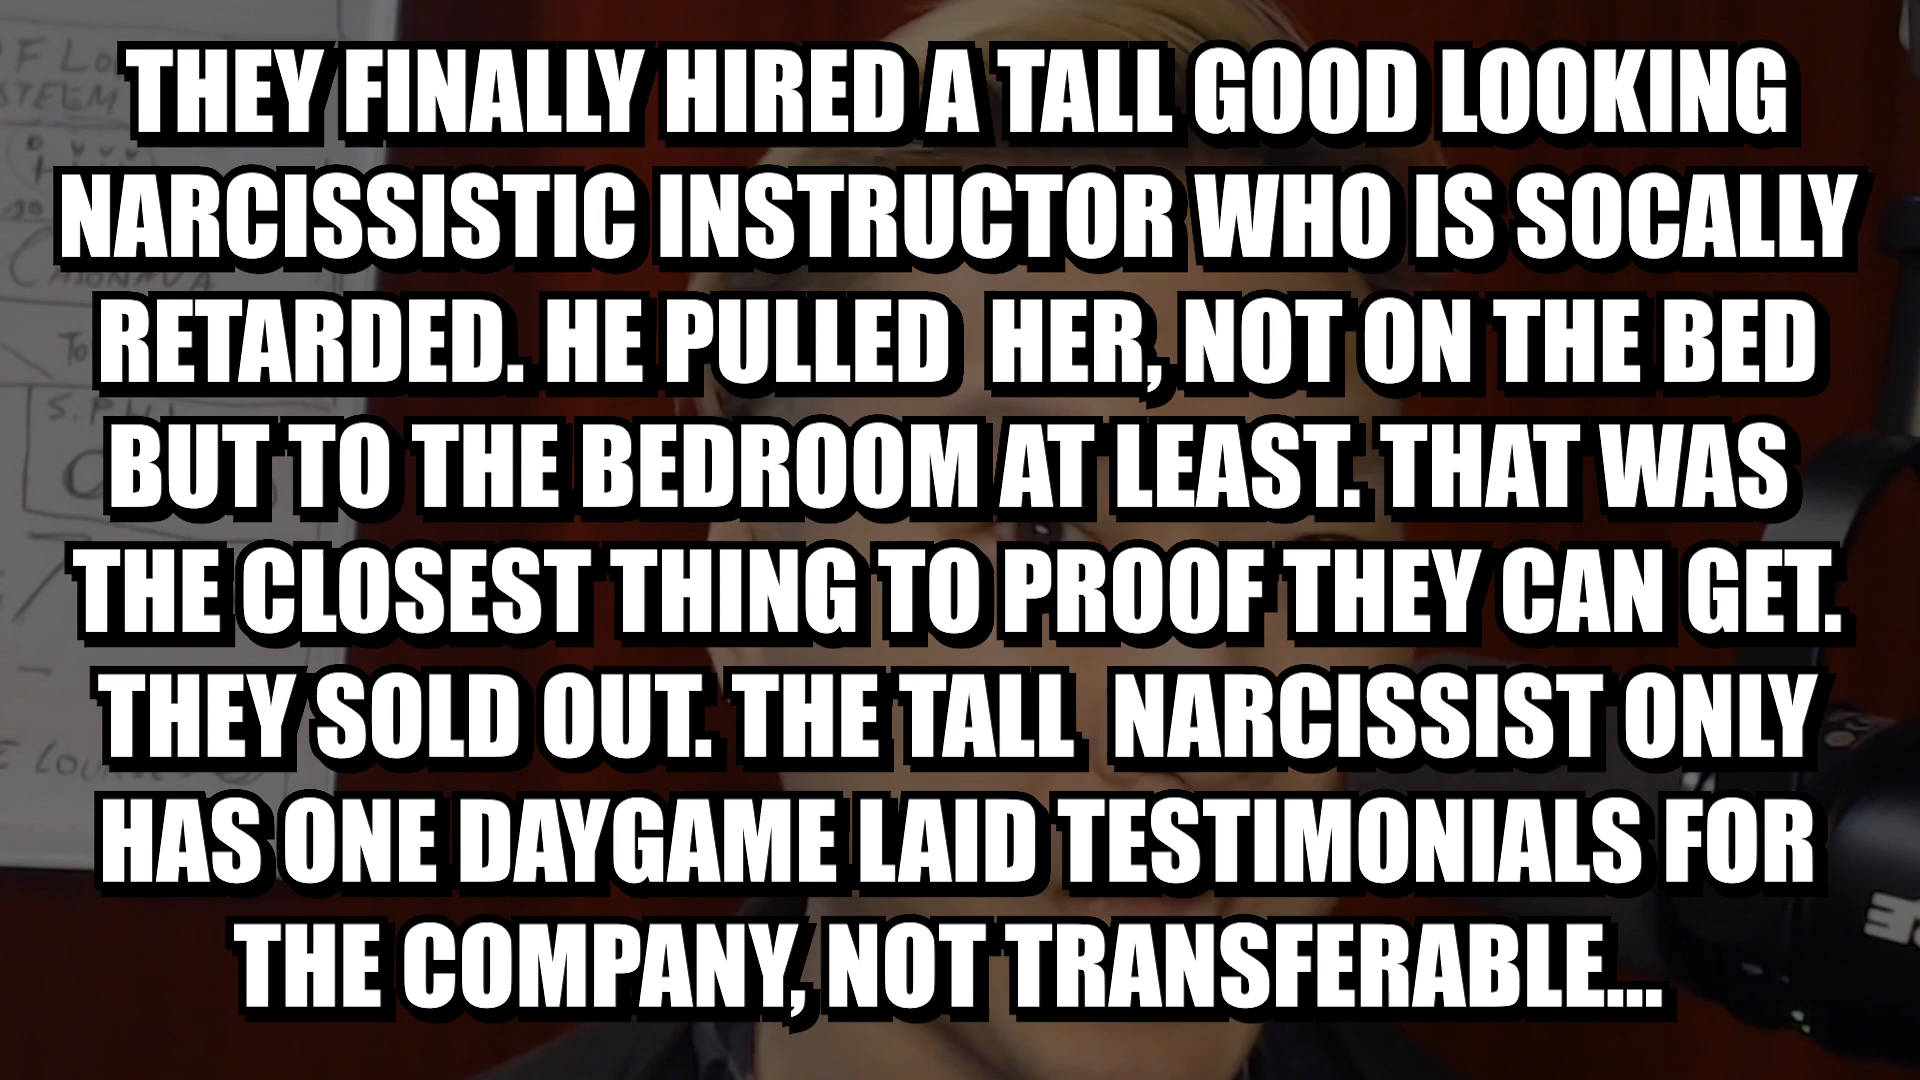 THEY FINALLY HIRED A TALL GOOD LOOKING
NARCISSISTIC INSTRUCTOR WHO IS SOCALLY
RETARDED. HE PULLED HER, NOT ON THE BED
BUT TO THE BEDROOM AT LEAST. THAT WAS
THE CLOSEST THING TO PROOF THEY CAN GET.
THEY SOLD OUT. THE TALL NARCISSIST ONLY
HAS ONE DAYGAME LAID TESTIMONIALS FOR
THE COMPANY, NOT TRANSFERABLE...